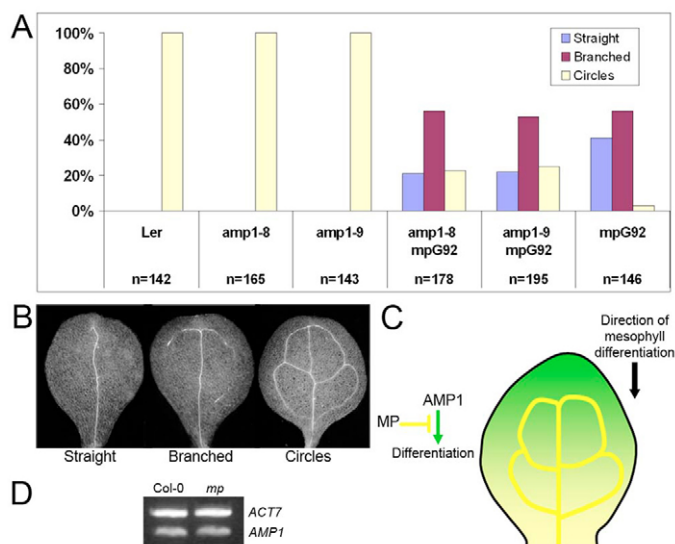 A
100%
80%
60%
40%
20%
0%
Straight
Branched
Circles
Ler
amp1-8
amp1-9
amp1-8
mpG92
amp1-9
mpG92
mpG92
n=142
n=165
n=143
n=178
n=195
n=146
B
Straight
Branched
Circles
C
Direction of
mesophyll
differentiation
AMP1
MP
Differentiation
D
Col-0
mp
ACT7
AMP1